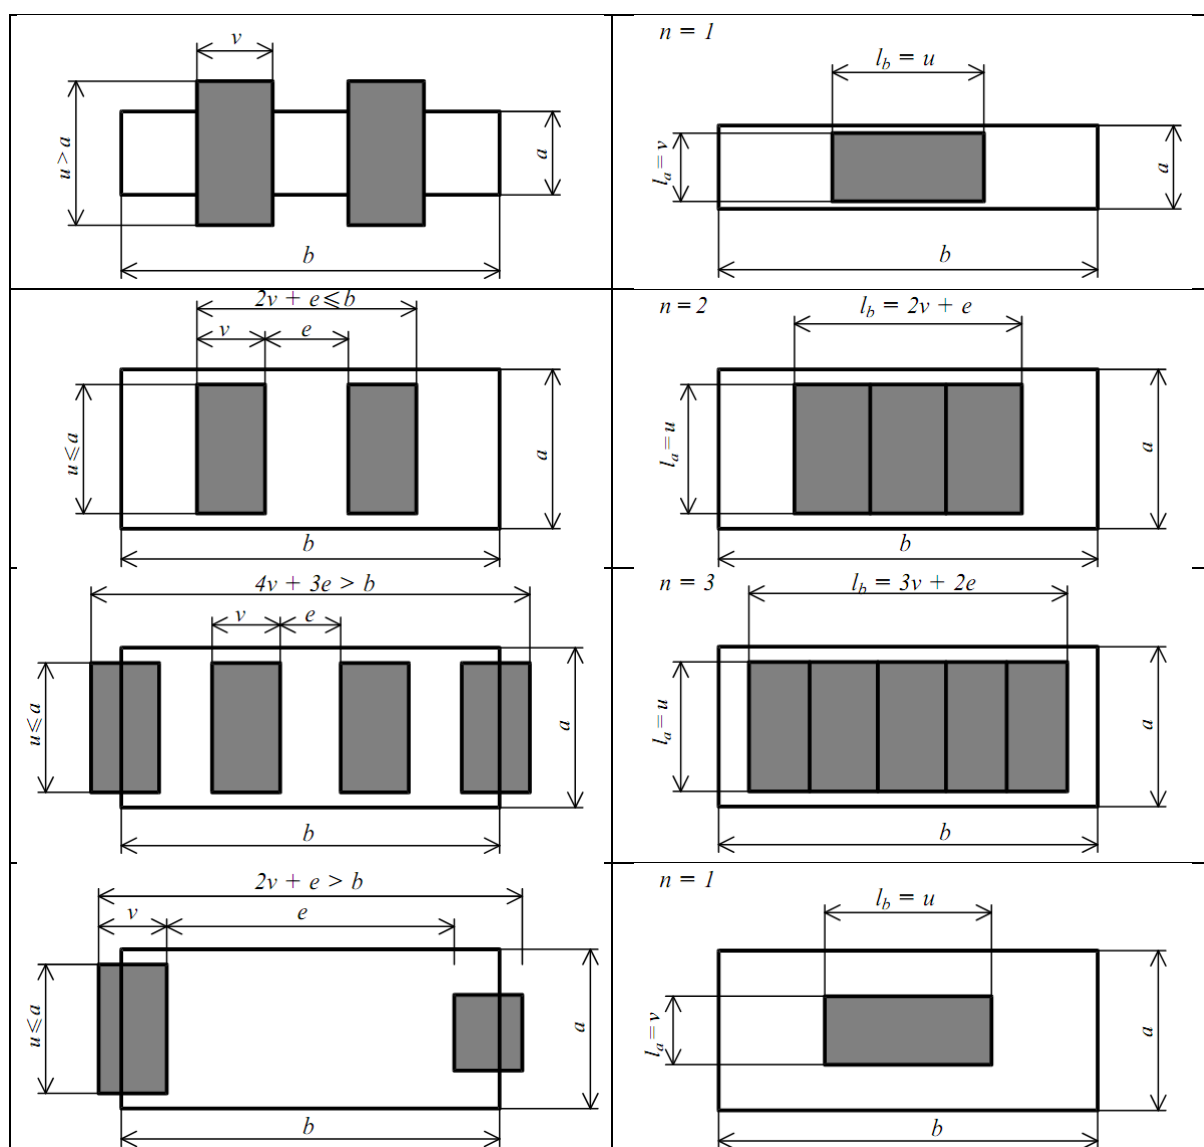 v
u > a
a
b
n = 1
l_b = u
l_a = v
a
b
2v + e ⩽ b
v
e
u ⩽ a
a
b
n = 2
l_b = 2v + e
l_a = u
a
b
4v + 3e > b
v
e
u ⩽ a
a
b
n = 3
l_b = 3v + 2e
l_a = u
a
b
2v + e > b
v
e
u ⩽ a
a
b
n = 1
l_b = u
l_a = v
a
b